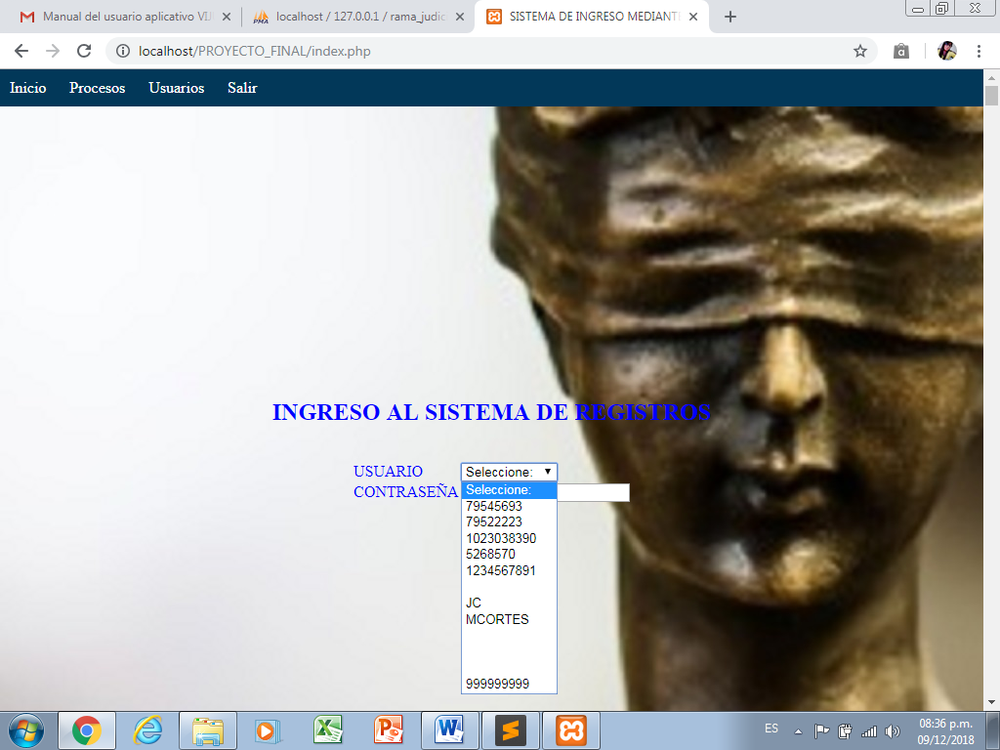 Manual del usuario aplicativo VI
localhost / 127.0.0.1 / rama_judic
SISTEMA DE INGRESO MEDIANTE
localhost/PROYECTO_FINAL/index.php
Inicio Procesos Usuarios Salir
INGRESO AL SISTEMA DE REGISTROS
USUARIO Seleccione:
CONTRASEÑA
Seleccione:
79545693
79522223
1023038390
5268570
1234567891
JC
MCORTES
999999999
ES
08:36 p.m.
09/12/2018